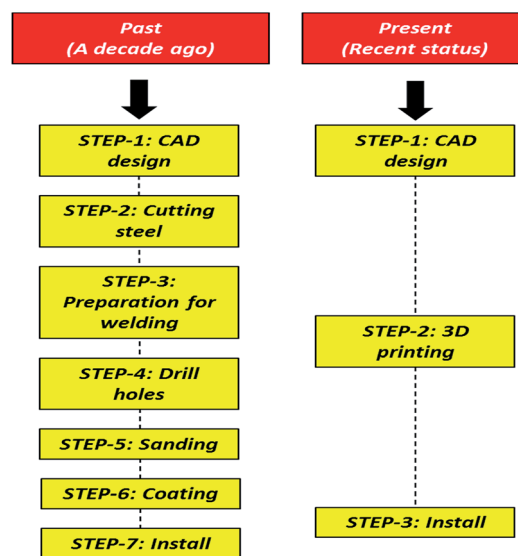 Past
(A decade ago)
STEP-1: CAD
design
STEP-2: Cutting
steel
STEP-3:
Preparation for
welding
STEP-4: Drill
holes
STEP-5: Sanding
STEP-6: Coating
STEP-7: Install
Present
(Recent status)
STEP-1: CAD
design
STEP-2: 3D
printing
STEP-3: Install